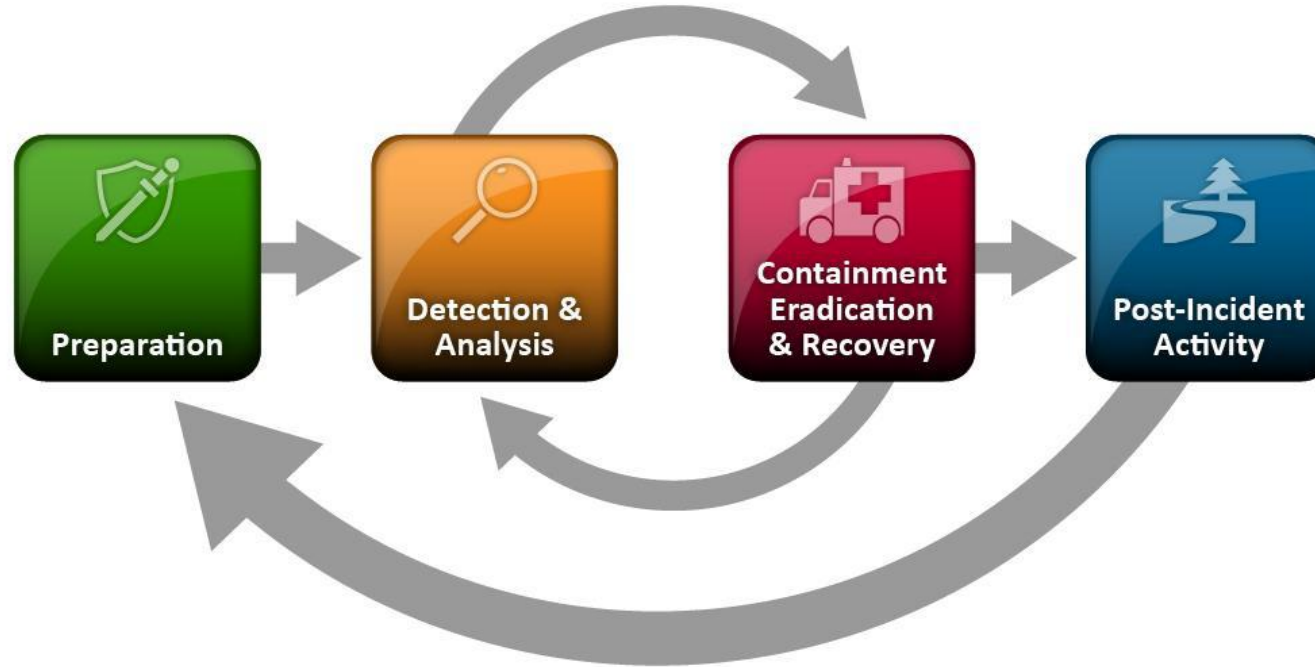 Preparation
Detection &
Analysis
Containment
Eradication
& Recovery
Post-Incident
Activity